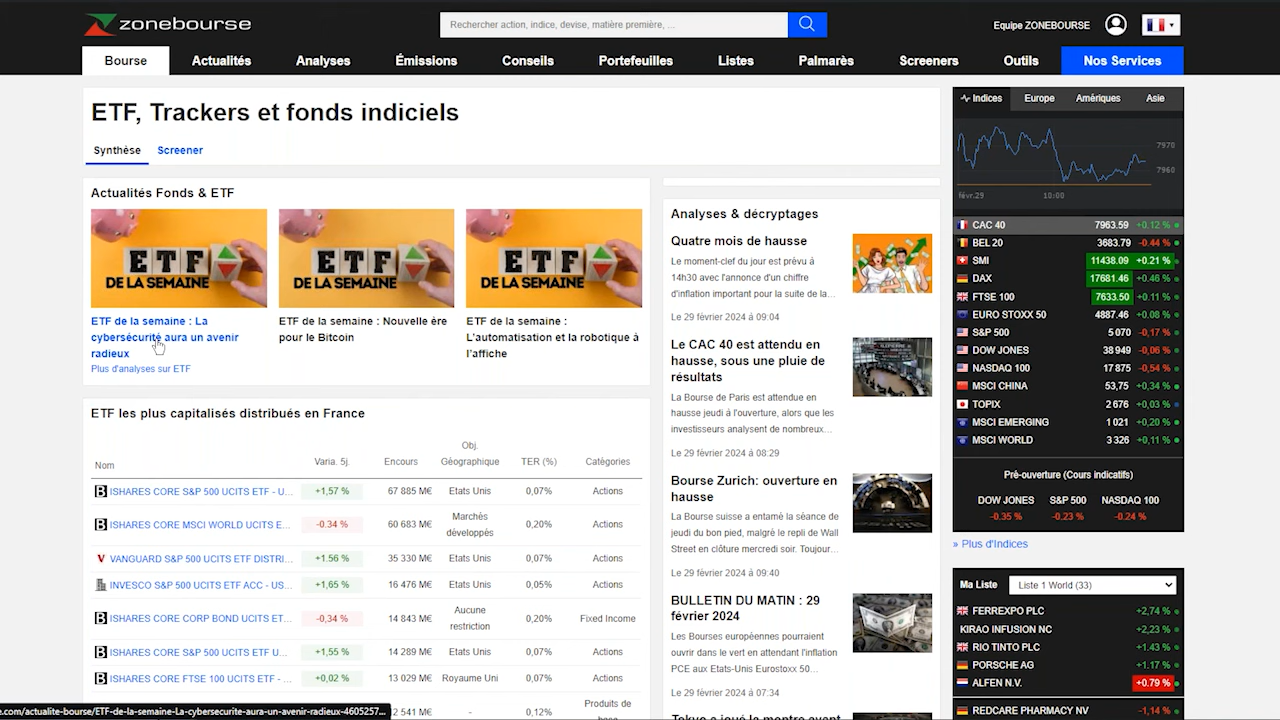 zonebourse
Rechercher action, indice, devise, matière première, ...
Equipe ZONEBOURSE
Bourse
Actualités
Analyses
Émissions
Conseils
Portefeuilles
Listes
Palmarès
Screeners
Outils
Nos Services
ETF, Trackers et fonds indiciels
Synthèse
Screener
Actualités Fonds & ETF
ETF
DE LA SEMAINE
ETF
DE LA SEMAINE
ETF
DE LA SEMAINE
ETF de la semaine : La
cybersécurité aura un avenir
radieux
ETF de la semaine : Nouvelle ère
pour le Bitcoin
ETF de la semaine :
L'automatisation et la robotique à
l'affiche
Plus d'analyses sur ETF
ETF les plus capitalisés distribués en France
Nom Varia. 5j. Encours Obj. Géographique TER (%) Catégories
ISHARES CORE S&P 500 UCITS ETF - U... +1,57 % 67 885 M€ Etats Unis 0,07% Actions
ISHARES CORE MSCI WORLD UCITS E... -0.34 % 60 683 M€ Marchés développés 0,20% Actions
VANGUARD S&P 500 UCITS ETF DISTRI... +1.56 % 35 330 M€ Etats Unis 0,07% Actions
INVESCO S&P 500 UCITS ETF ACC - US... +1,65 % 16 476 M€ Etats Unis 0,05% Actions
ISHARES CORE CORP BOND UCITS ET... -0,34 % 14 843 M€ Aucune restriction 0,20% Fixed Income
ISHARES CORE S&P 500 UCITS ETF U... +1,55 % 14 289 M€ Etats Unis 0,07% Actions
ISHARES CORE FTSE 100 UCITS ETF - ... +0,02 % 13 029 M€ Royaume Uni 0,07% Actions
2 541 M€ - 0,12% Produits de
e.com/actualite-bourse/ETF-de-la-semaine-La-cybersecurite-aura-un-avenir-radieux-4605257...
Analyses & décryptages
Quatre mois de hausse
Le moment-clef du jour est prévu à
14h30 avec l'annonce d'un chiffre
d'inflation important pour la suite de la...
Le 29 février 2024 à 09:04
Le CAC 40 est attendu en
hausse, sous une pluie de
résultats
La Bourse de Paris est attendue en
hausse jeudi à l'ouverture, alors que les
investisseurs analysent de nombreux...
Le 29 février 2024 à 08:29
Bourse Zurich: ouverture en
hausse
La Bourse suisse a entamé la séance de
jeudi du bon pied, malgré le repli de Wall
Street en clôture mercredi soir. Toujour...
Le 29 février 2024 à 09:40
BULLETIN DU MATIN : 29
février 2024
Les Bourses européennes pourraient
ouvrir dans le vert en attendant l'inflation
PCE aux Etats-Unis Eurostoxx 50...
Le 29 février 2024 à 07:34
Tokyo a joué la montre avant
Indices
Europe
Amériques
Asie
7970
7960
févr.29
10:00
CAC 40 7963.59 +0.12 %
BEL 20 3683.79 -0.44 %
SMI 11438.09 +0.21 %
DAX 17681.46 +0.46 %
FTSE 100 7633.50 +0.11 %
EURO STOXX 50 4887.46 +0.08 %
S&P 500 5 070 -0,17 %
DOW JONES 38 949 -0,06 %
NASDAQ 100 17 875 -0,54 %
MSCI CHINA 53,75 +0,34 %
TOPIX 2 676 +0,03 %
MSCI EMERGING 1 021 +0,20 %
MSCI WORLD 3 326 +0,11 %
Pré-ouverture (Cours indicatifs)
DOW JONES S&P 500 NASDAQ 100
-0.35 % -0.23 % -0.24 %
» Plus d'Indices
Ma Liste
Liste 1 World (33)
FERREXPO PLC +2,74 %
KIRAO INFUSION NC +2,23 %
RIO TINTO PLC +1.43 %
PORSCHE AG +1.17 %
ALFEN N.V. +0.79 %
REDCARE PHARMACY NV -1,14 %